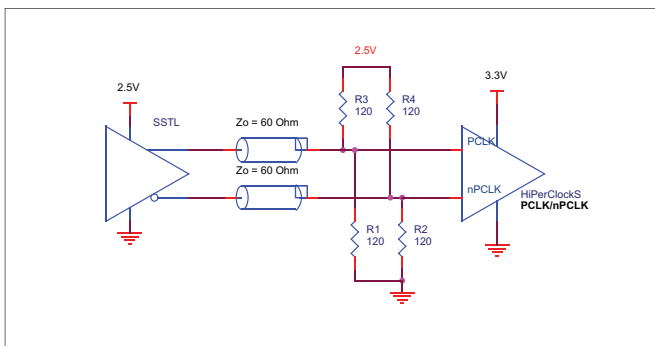 2.5V
2.5V
3.3V
SSTL
Zo = 60 Ohm
R3
120
R4
120
PCLK
Zo = 60 Ohm
nPCLK
HiPerClockS
PCLK/nPCLK
R1
120
R2
120